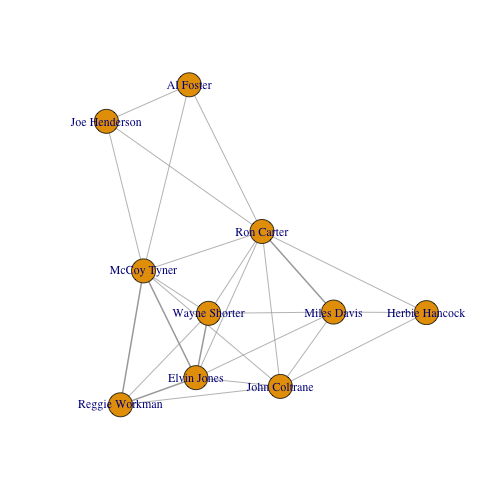 Al Foster
Joe Henderson
Ron Carter
McCoy Tyner
Wayne Shorter
Miles Davis
Herbie Hancock
Elvin Jones
John Coltrane
Reggie Workman